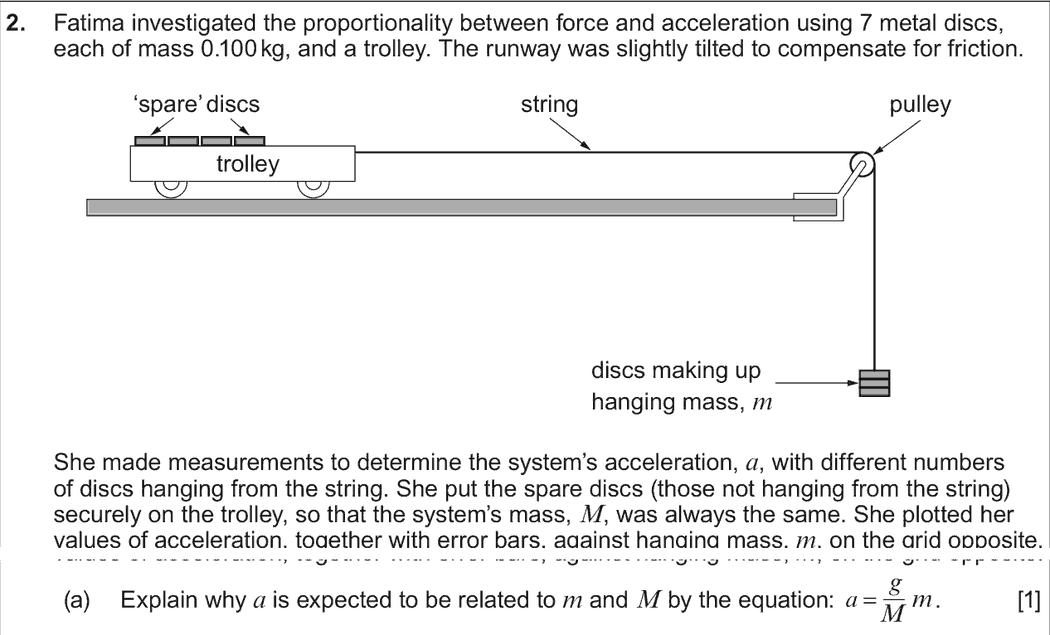 2. Fatima investigated the proportionality between force and acceleration using 7 metal discs,
each of mass 0.100 kg, and a trolley. The runway was slightly tilted to compensate for friction.
‘spare’ discs
string
pulley
trolley
discs making up
hanging mass, m
She made measurements to determine the system’s acceleration, a, with different numbers
of discs hanging from the string. She put the spare discs (those not hanging from the string)
securely on the trolley, so that the system’s mass, M, was always the same. She plotted her
values of acceleration, together with error bars, against hanging mass, m, on the grid opposite.
(a) Explain why a is expected to be related to m and M by the equation: a = g/M m. [1]